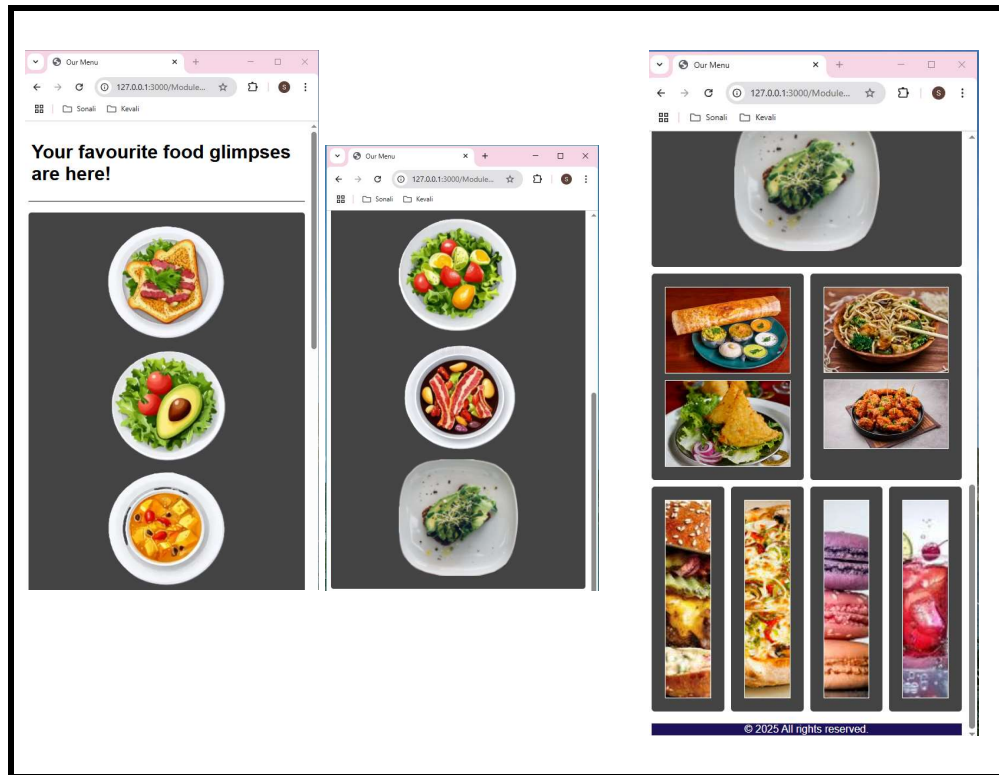 Our Menu
127.0.0.1:3000/Module...
S
Sonali Kevali
Your favourite food glimpses
are here!
Our Menu
127.0.0.1:3000/Module...
S
Sonali Kevali
Our Menu
127.0.0.1:3000/Module...
S
Sonali Kevali
© 2025 All rights reserved.